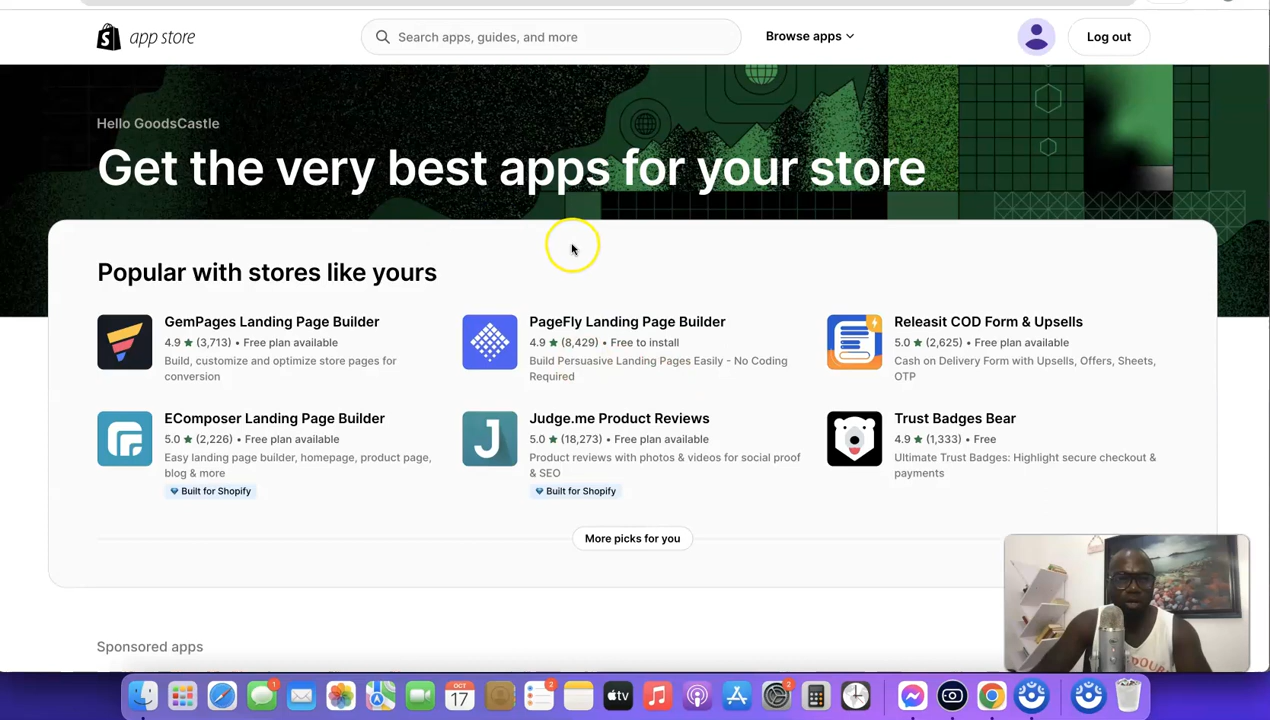 app store
Search apps, guides, and more
Browse apps
Log out
Hello GoodsCastle
Get the very best apps for your store
Popular with stores like yours
GemPages Landing Page Builder
4.9 ★ (3,713) • Free plan available
Build, customize and optimize store pages for
conversion
PageFly Landing Page Builder
4.9 ★ (8,429) • Free to install
Build Persuasive Landing Pages Easily - No Coding
Required
Releasit COD Form & Upsells
5.0 ★ (2,625) • Free plan available
Cash on Delivery Form with Upsells, Offers, Sheets,
OTP
EComposer Landing Page Builder
5.0 ★ (2,226) • Free plan available
Easy landing page builder, homepage, product page,
blog & more
Built for Shopify
J
Judge.me Product Reviews
5.0 ★ (18,273) • Free plan available
Product reviews with photos & videos for social proof
& SEO
Built for Shopify
Trust Badges Bear
4.9 ★ (1,333) • Free
Ultimate Trust Badges: Highlight secure checkout &
payments
More picks for you
Sponsored apps
1
OCT
17
2
tv
2